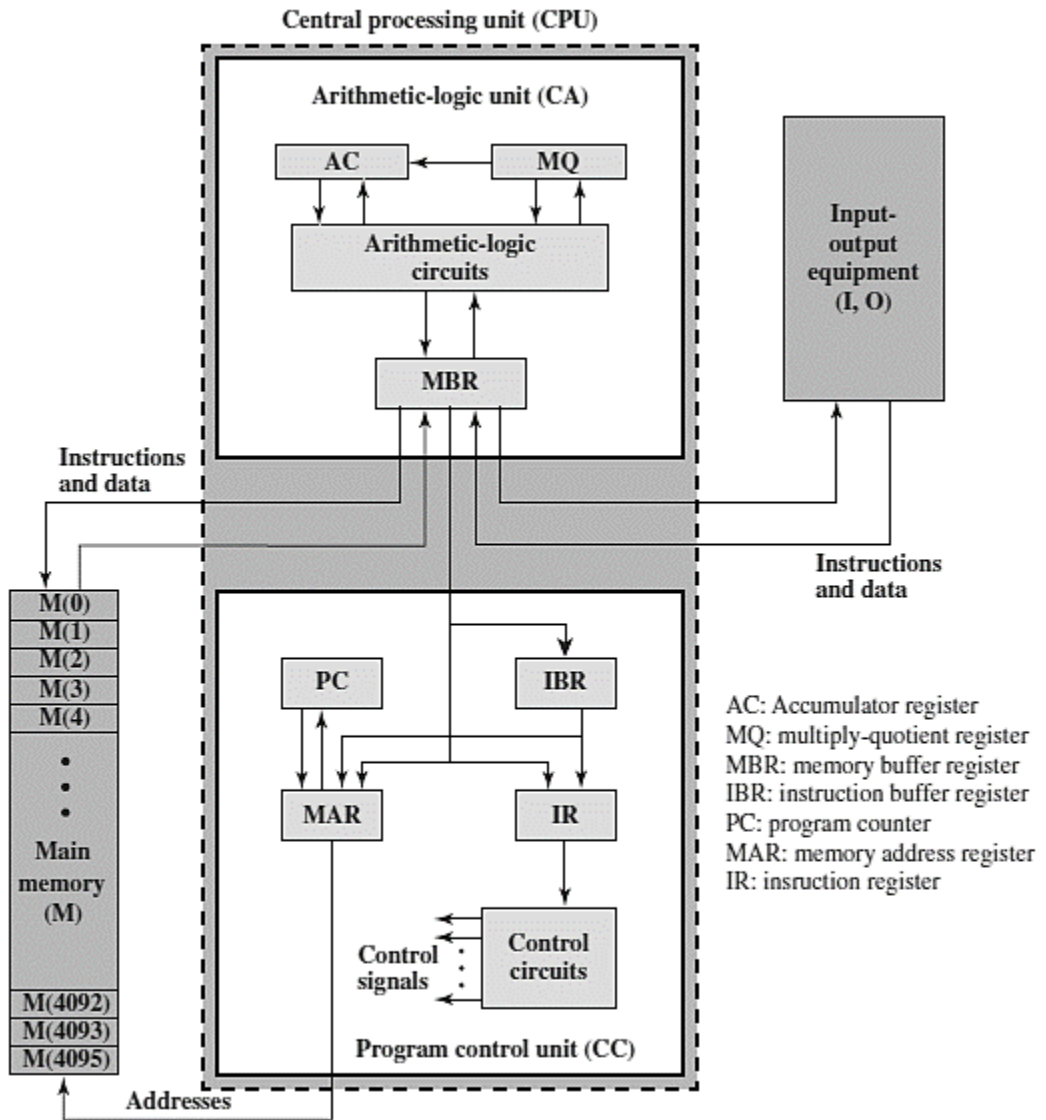 Central processing unit (CPU)
Arithmetic-logic unit (CA)
AC
MQ
Arithmetic-logic
circuits
MBR
Input-
output
equipment
(I, O)
Instructions
and data
Instructions
and data
M(0)
M(1)
M(2)
M(3)
M(4)
Main
memory
(M)
M(4092)
M(4093)
M(4095)
PC
IBR
MAR
IR
Control
signals
Control
circuits
Program control unit (CC)
Addresses
AC: Accumulator register
MQ: multiply-quotient register
MBR: memory buffer register
IBR: instruction buffer register
PC: program counter
MAR: memory address register
IR: insruction register